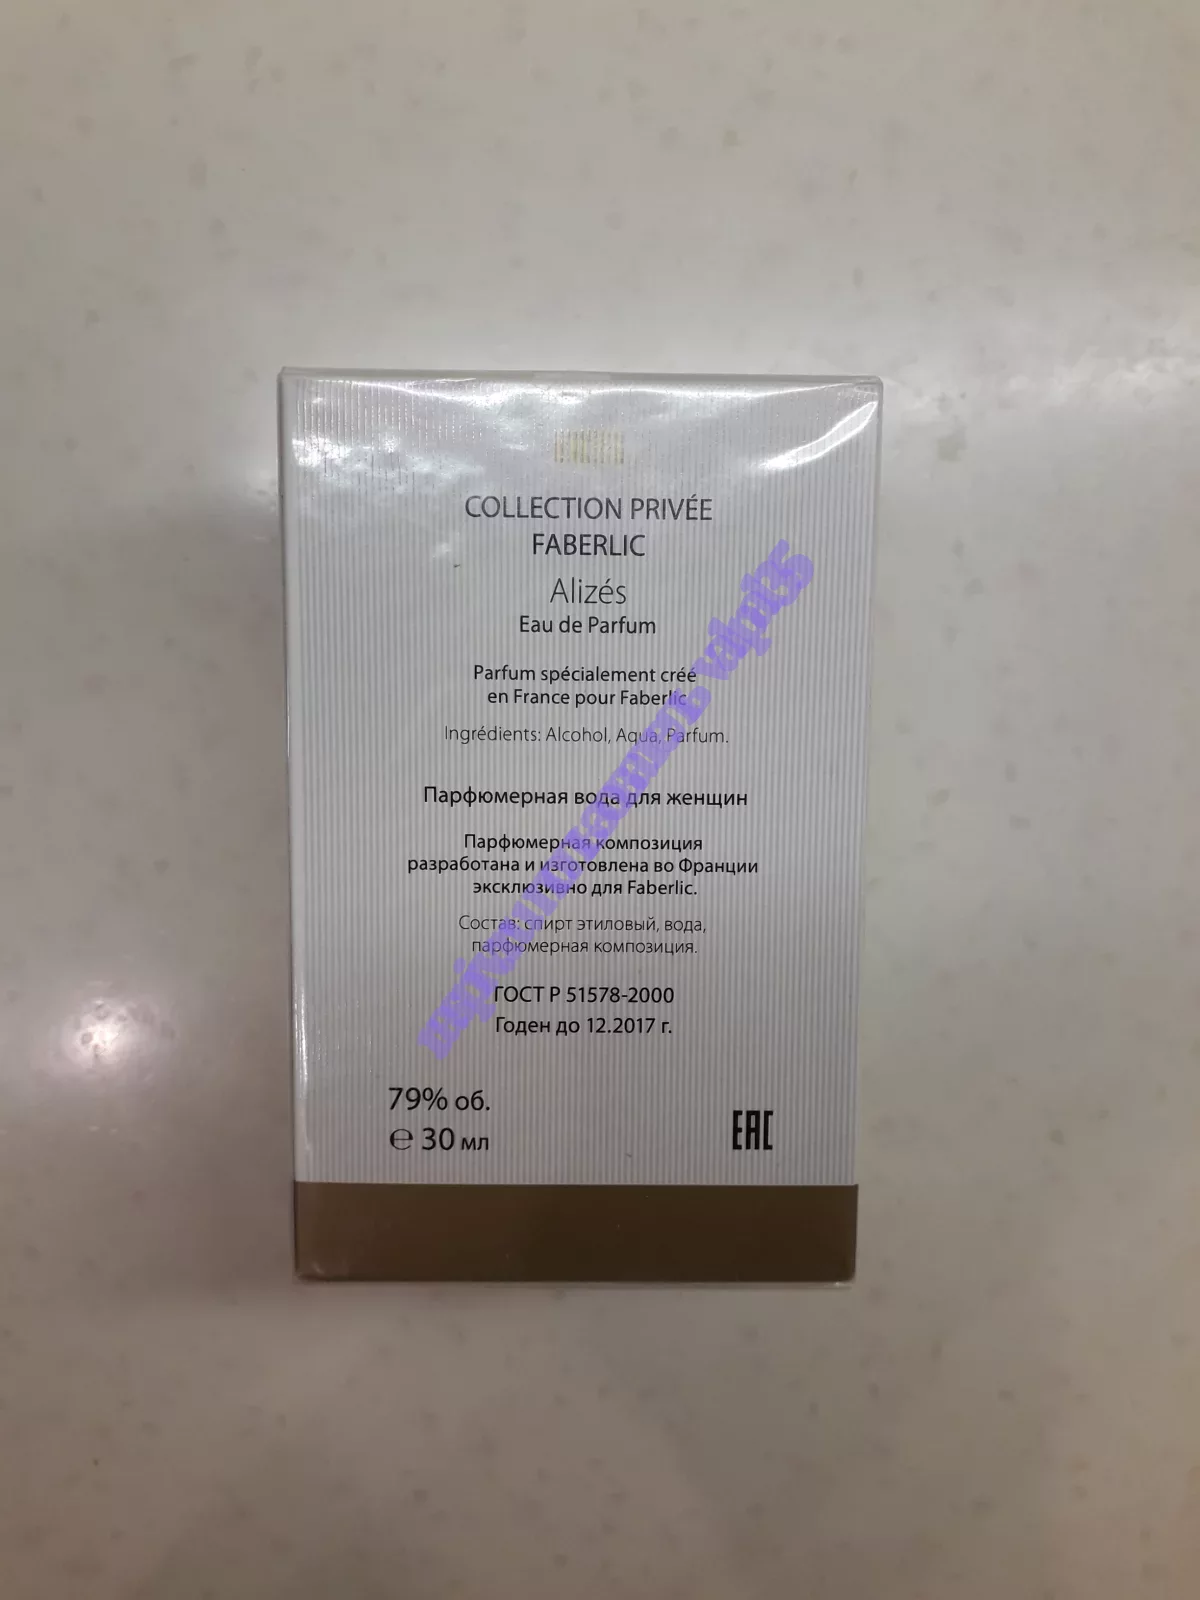 COLLECTION PRIVÉE
FABERLIC
Alizés
Eau de Parfum
Parfum spécialement créé
en France pour Faberlic
Ingrédients: Alcohol, Aqua, Parfum.
Парфюмерная вода для женщин
Парфюмерная композиция
разработана и изготовлена во Франции
эксклюзивно для Faberlic.
Состав: спирт этиловый, вода,
парфюмерная композиция.
ГОСТ Р 51578-2000
Годен до 12.2017 г.
79% об.
℮ 30 мл
EAC